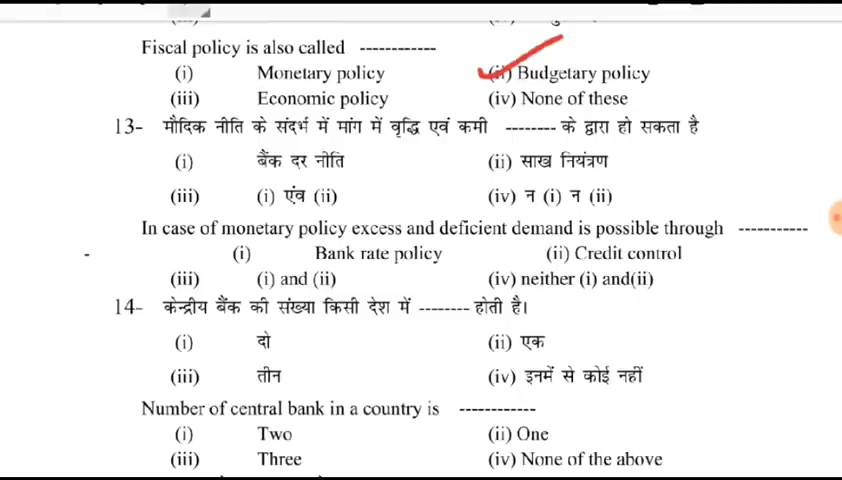 Fiscal policy is also called ------------
(i) Monetary policy (ii) Budgetary policy
(iii) Economic policy (iv) None of these
13- मौदिक नीति के संदर्भ में मांग में वृद्धि एवं कमी -------- के द्वारा हो सकता है
(i) बैंक दर नीति (ii) साख नियंत्रण
(iii) (i) एंव (ii) (iv) न (i) न (ii)
In case of monetary policy excess and deficient demand is possible through -----------
- (i) Bank rate policy (ii) Credit control
(iii) (i) and (ii) (iv) neither (i) and(ii)
14- केन्द्रीय बैंक की संख्या किसी देश में -------- होती है।
(i) दो (ii) एक
(iii) तीन (iv) इनमें से कोई नहीं
Number of central bank in a country is ------------
(i) Two (ii) One
(iii) Three (iv) None of the above